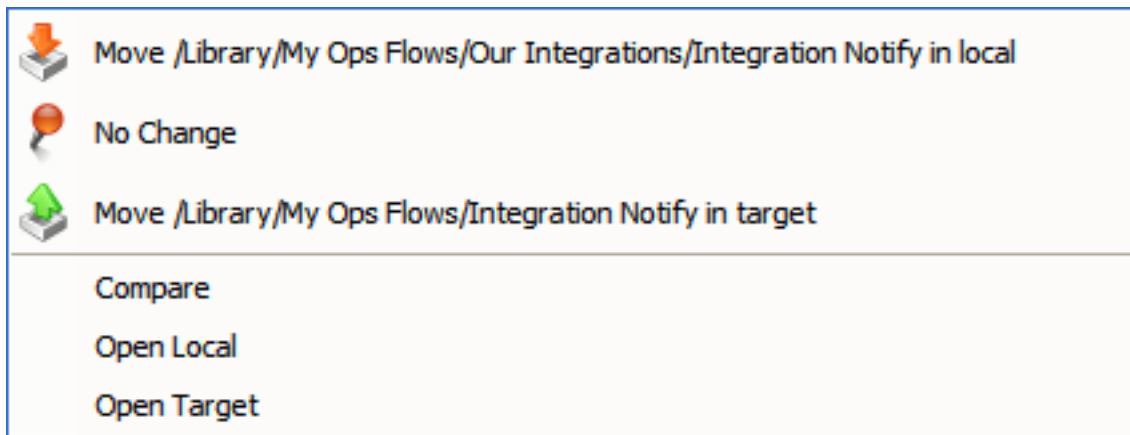 Move /Library/My Ops Flows/Our Integrations/Integration Notify in local
No Change
Move /Library/My Ops Flows/Integration Notify in target
Compare
Open Local
Open Target